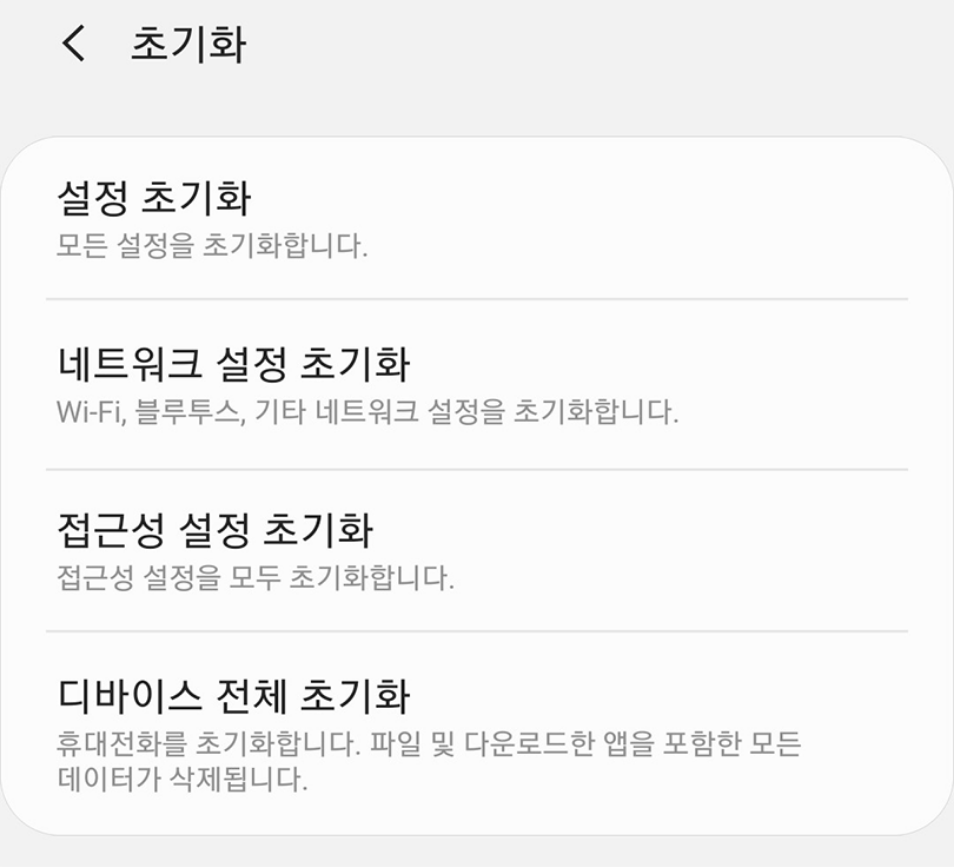 초기화
설정 초기화
모든 설정을 초기화합니다.
네트워크 설정 초기화
Wi-Fi, 블루투스, 기타 네트워크 설정을 초기화합니다.
접근성 설정 초기화
접근성 설정을 모두 초기화합니다.
디바이스 전체 초기화
휴대전화를 초기화합니다. 파일 및 다운로드한 앱을 포함한 모든
데이터가 삭제됩니다.